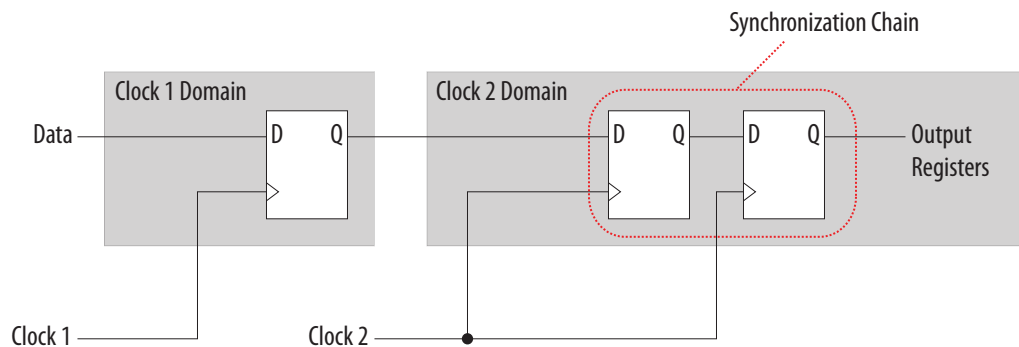 Synchronization Chain
Clock 1 Domain
Clock 2 Domain
Data
D Q
D Q
D Q
Output
Registers
Clock 1
Clock 2